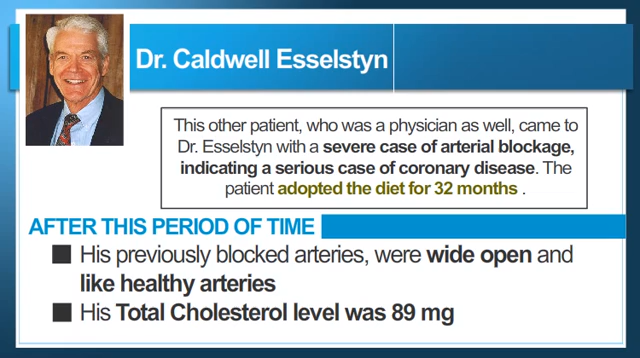 Dr. Caldwell Esselstyn
This other patient, who was a physician as well, came to
Dr. Esselstyn with a severe case of arterial blockage,
indicating a serious case of coronary disease. The
patient adopted the diet for 32 months .
AFTER THIS PERIOD OF TIME
■ His previously blocked arteries, were wide open and
like healthy arteries
■ His Total Cholesterol level was 89 mg